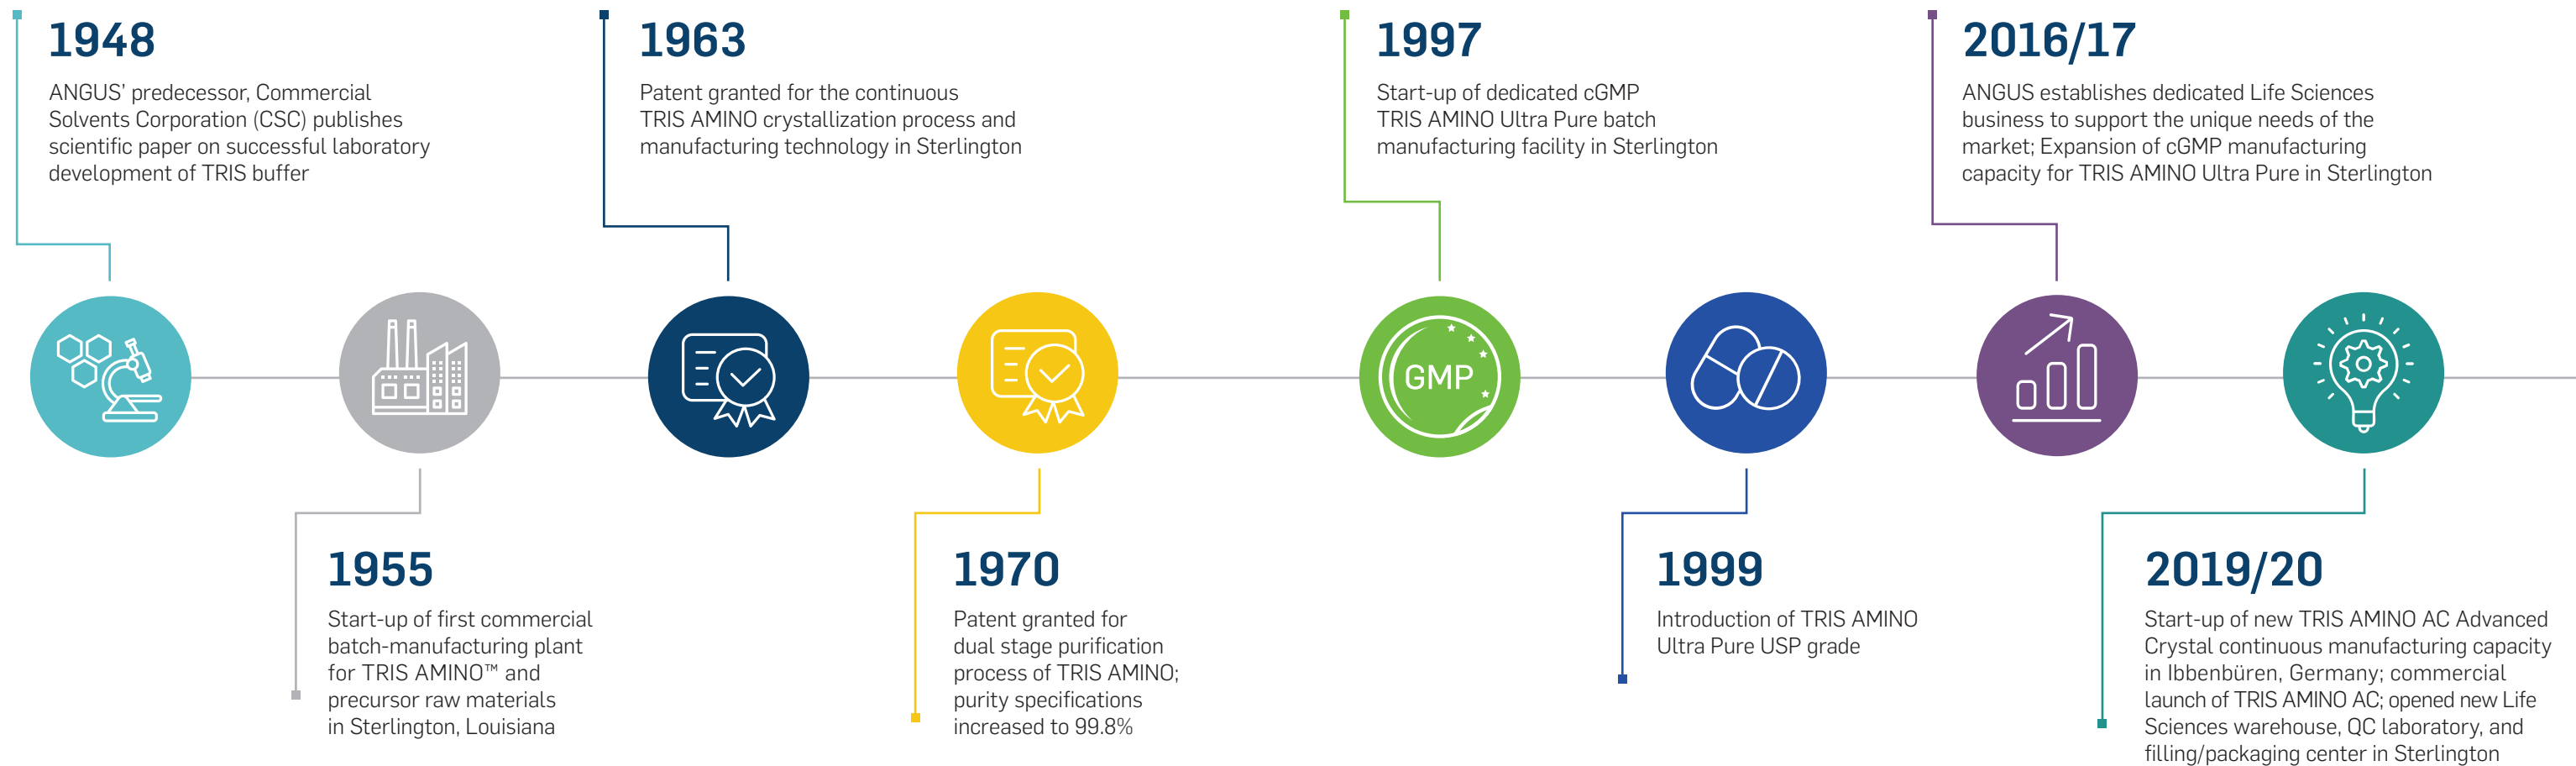 1948
ANGUS’ predecessor, Commercial
Solvents Corporation (CSC) publishes
scientific paper on successful laboratory
development of TRIS buffer
1963
Patent granted for the continuous
TRIS AMINO crystallization process and
manufacturing technology in Sterlington
1997
Start-up of dedicated cGMP
TRIS AMINO Ultra Pure batch
manufacturing facility in Sterlington
2016/17
ANGUS establishes dedicated Life Sciences
business to support the unique needs of the
market; Expansion of cGMP manufacturing
capacity for TRIS AMINO Ultra Pure in Sterlington
GMP
1955
Start-up of first commercial
batch-manufacturing plant
for TRIS AMINO™ and
precursor raw materials
in Sterlington, Louisiana
1970
Patent granted for
dual stage purification
process of TRIS AMINO;
purity specifications
increased to 99.8%
1999
Introduction of TRIS AMINO
Ultra Pure USP grade
2019/20
Start-up of new TRIS AMINO AC Advanced
Crystal continuous manufacturing capacity
in Ibbenbüren, Germany; commercial
launch of TRIS AMINO AC; opened new Life
Sciences warehouse, QC laboratory, and
filling/packaging center in Sterlington